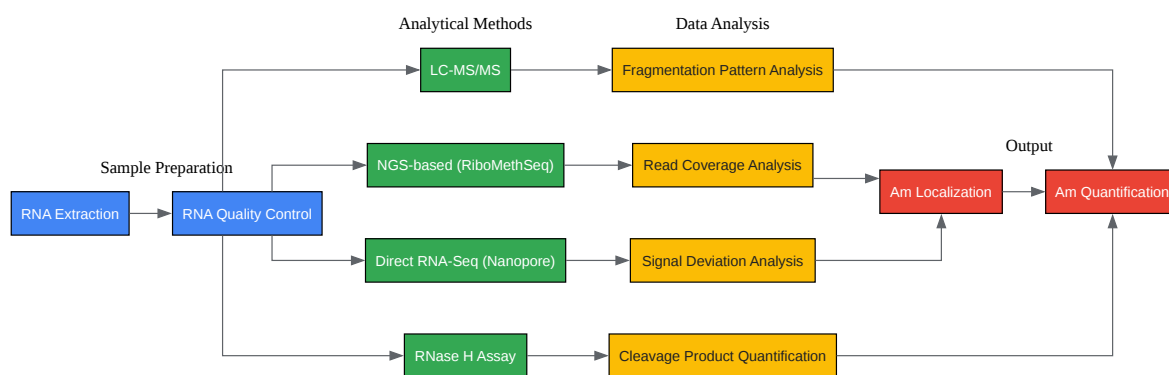 Analytical Methods
Data Analysis
LC-MS/MS
Fragmentation Pattern Analysis
Sample Preparation
NGS-based (RiboMethSeq)
Read Coverage Analysis
Output
RNA Extraction
RNA Quality Control
Am Localization
Am Quantification
Direct RNA-Seq (Nanopore)
Signal Deviation Analysis
RNase H Assay
Cleavage Product Quantification